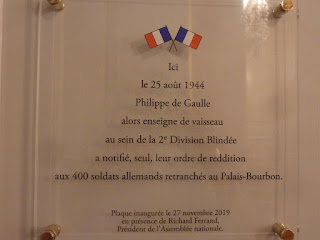 Ici
le 25 août 1944
Philippe de Gaulle
alors enseigne de vaisseau
au sein de la 2e Division Blindée
a notifié, seul, leur ordre de reddition
aux 400 soldats allemands retranchés au Palais-Bourbon.
Plaque inaugurée le 27 novembre 2019
en présence de Richard Ferrand,
Président de l'Assemblée nationale.